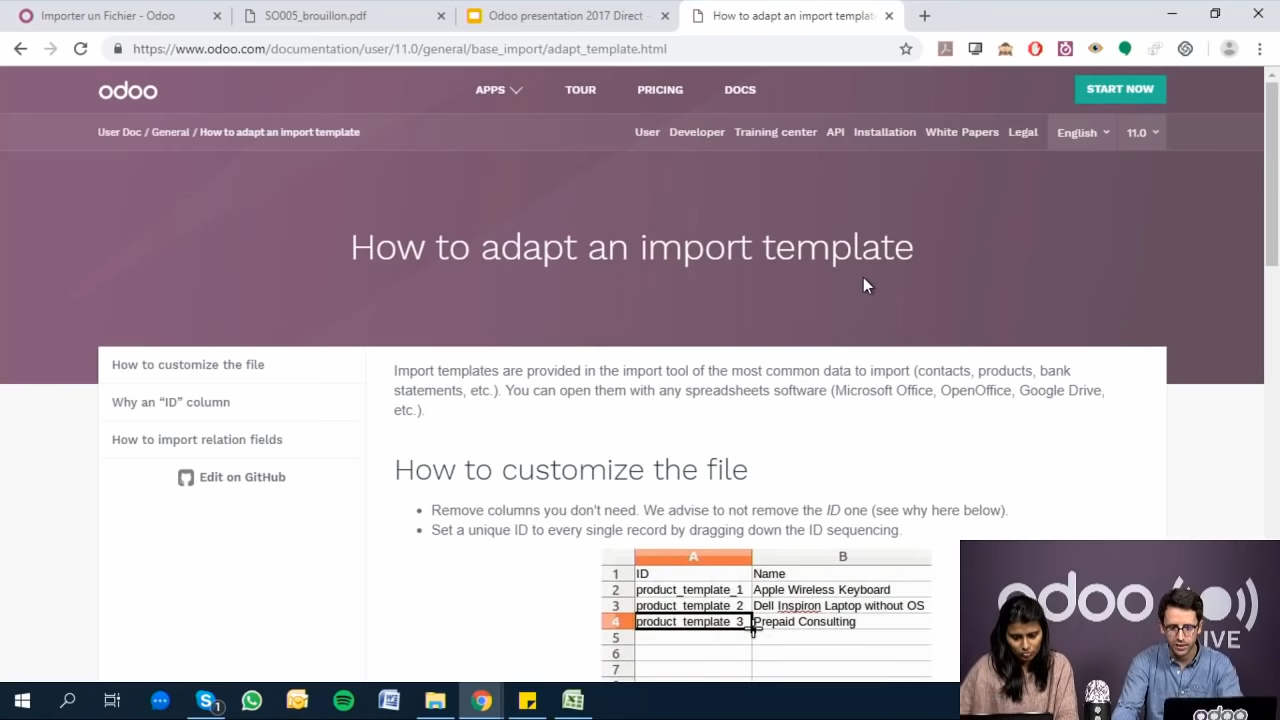 Importer un Fichier - Odoo
SO005_brouillon.pdf
Odoo presentation 2017 Direct -
How to adapt an import template
https://www.odoo.com/documentation/user/11.0/general/base_import/adapt_template.html
odoo
APPS
TOUR
PRICING
DOCS
START NOW
User Doc / General / How to adapt an import template
User
Developer
Training center
API
Installation
White Papers
Legal
English
11.0
How to adapt an import template
How to customize the file
Why an “ID” column
How to import relation fields
Edit on GitHub
Import templates are provided in the import tool of the most common data to import (contacts, products, bank
statements, etc.). You can open them with any spreadsheets software (Microsoft Office, OpenOffice, Google Drive,
etc.).
How to customize the file
Remove columns you don't need. We advise to not remove the ID one (see why here below).
Set a unique ID to every single record by dragging down the ID sequencing.
A B
1 ID Name
2 product_template_1 Apple Wireless Keyboard
3 product_template_2 Dell Inspiron Laptop without OS
4 product_template_3 Prepaid Consulting
5
6
7
odoo
LIVE
odoo
1